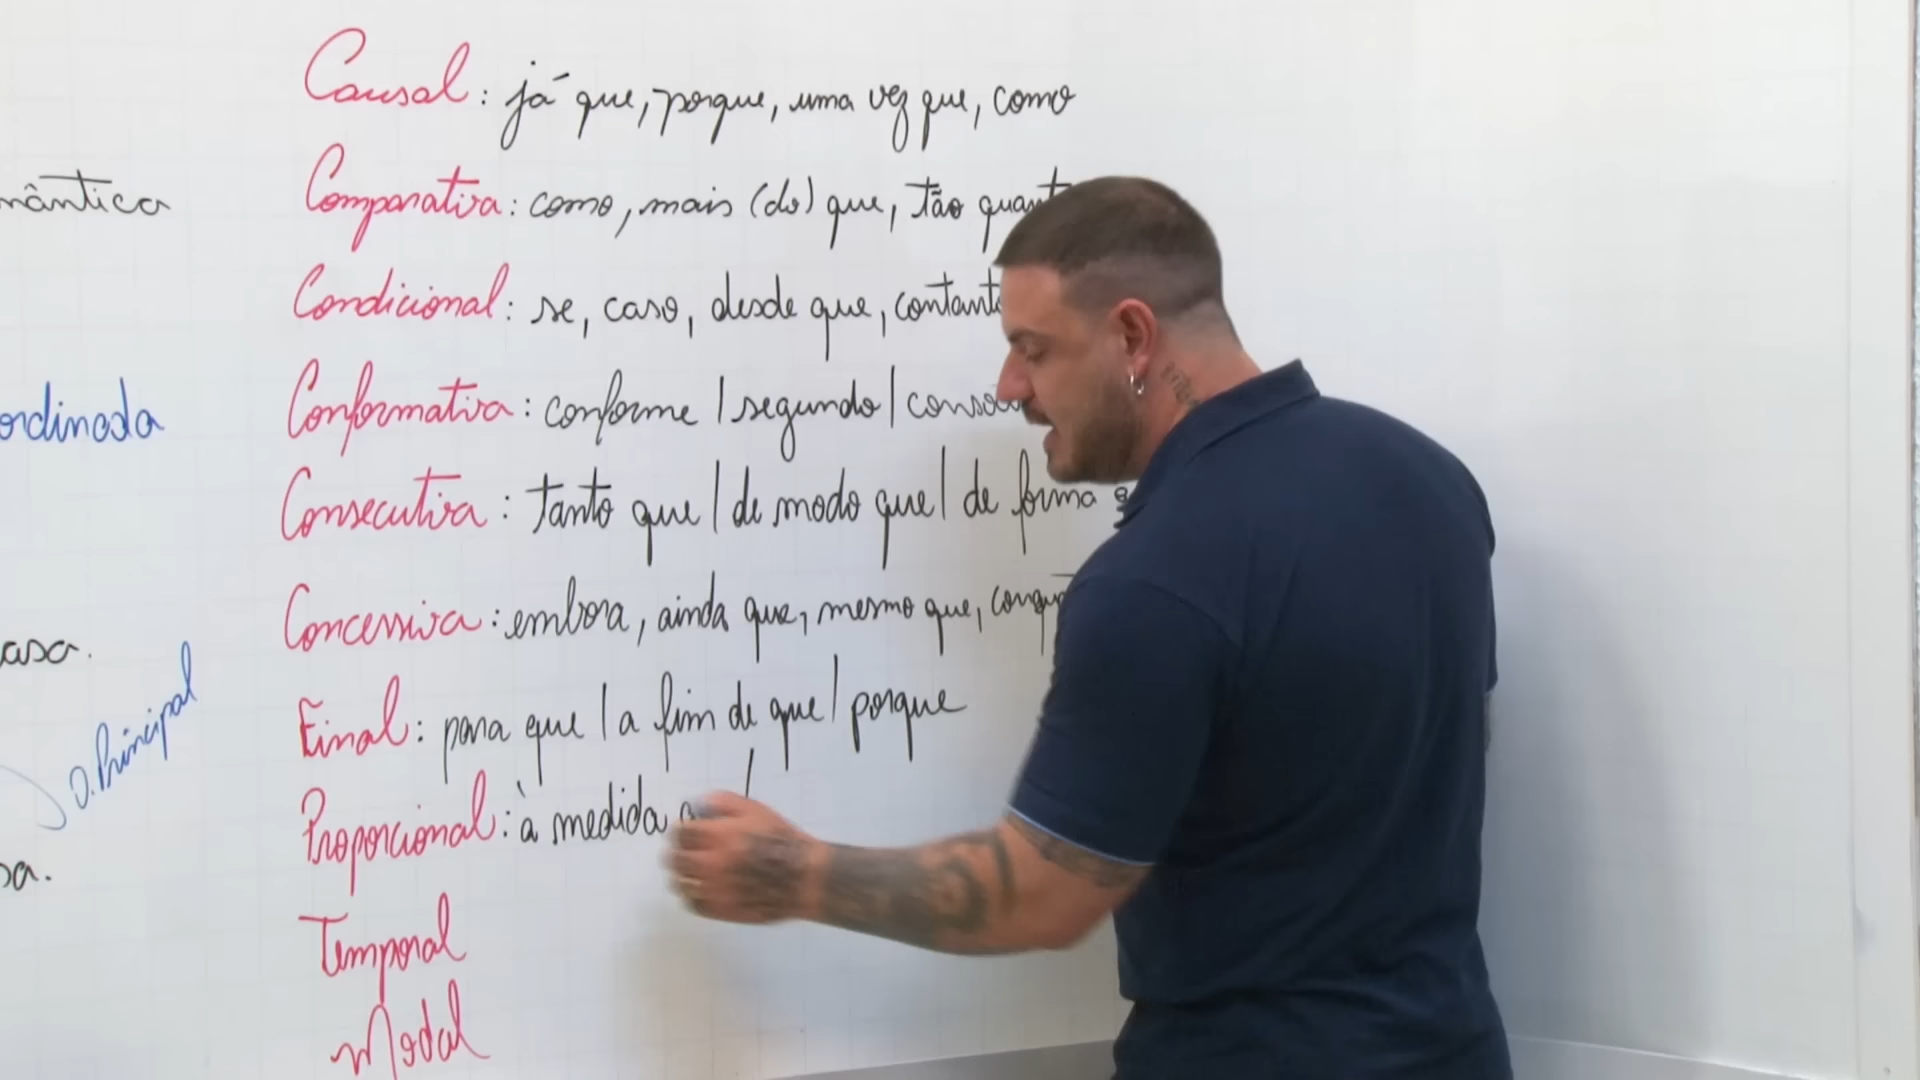 Causal: já que, porque, uma vez que, como
mântica
Comparativa: como, mais (do) que, tão quant
Condicional: se, caso, desde que, contant
ordinada
Conformativa: conforme / segundo / conso
Consecutiva: tanto que / de modo que / de forma
asa.
Concessiva: embora, ainda que, mesmo que, conqu
O. Principal
Final: para que / a fim de que / porque
Proporcional: à medida
sa.
Temporal
Modal